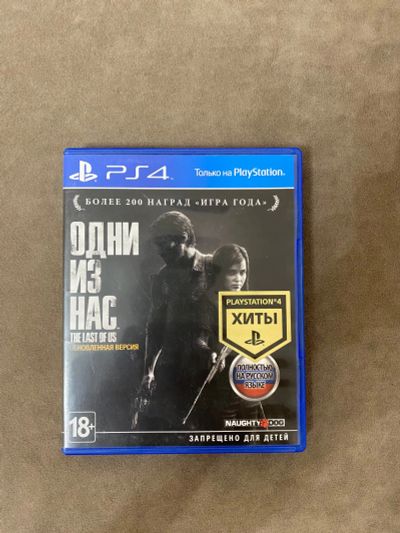 PS4
Только на PlayStation.
БОЛЕЕ 200 НАГРАД «ИГРА ГОДА»
ОДНИ
ИЗ
НАС
THE LAST OF US
ОБНОВЛЕННАЯ ВЕРСИЯ
PLAYSTATION®4
ХИТЫ
ПОЛНОСТЬЮ
НА РУССКОМ
ЯЗЫКЕ
18+
NAUGHTY DOG
ЗАПРЕЩЕНО ДЛЯ ДЕТЕЙ